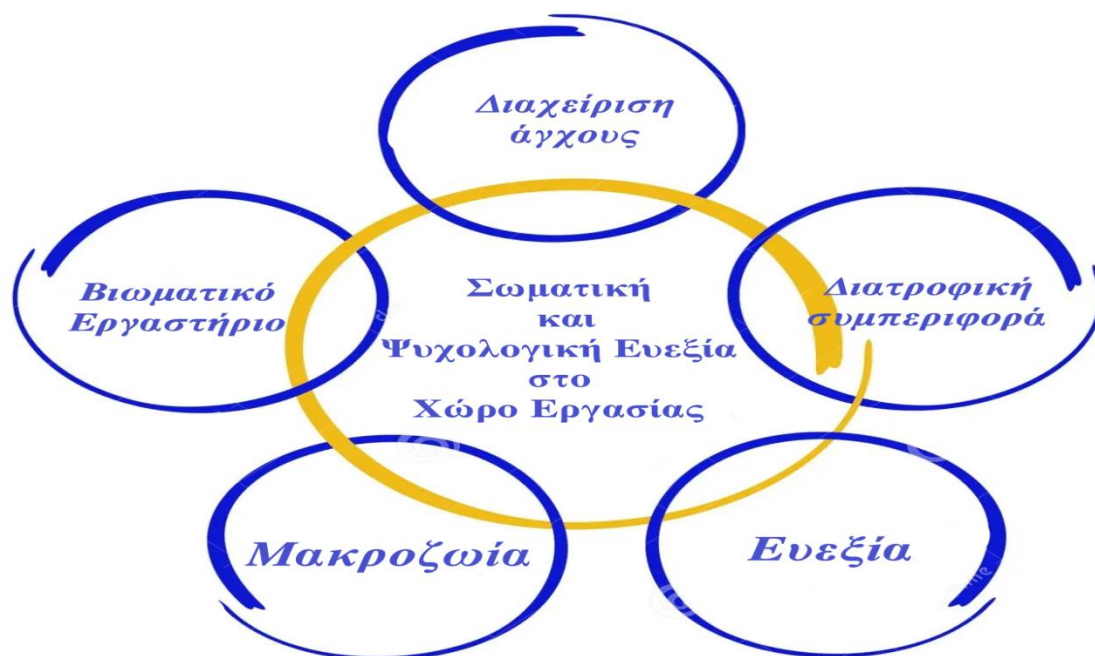 Διαχείριση
άγχους
Βιωματικό
Εργαστήριο
Σωματική
και
Ψυχολογική Ευεξία
στο
Χώρο Εργασίας
Διατροφική
συμπεριφορά
Μακροζωία
Ευεξία